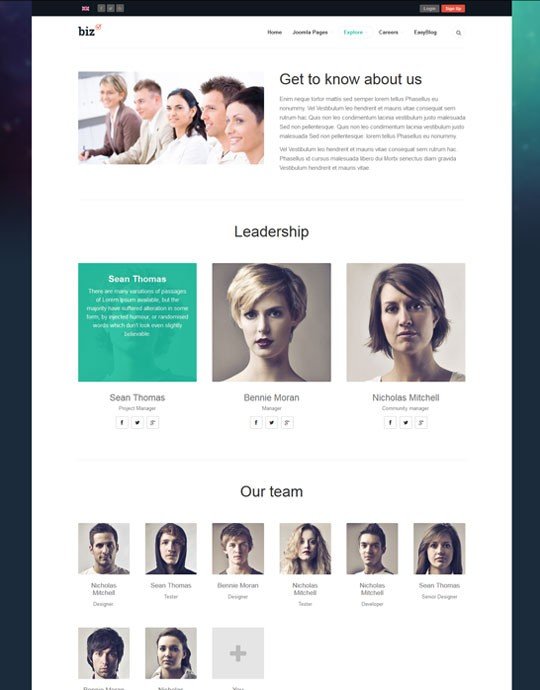 Login Sign Up
biz
Home Joomla Pages Explore Careers EasyBlog
Get to know about us
Enim neque tortor mattis sed semper lorem tellus Phasellus eu
nonummy. Vel Vestibulum leo hendrerit et mauris vitae consequat sem
rutrum hac. Quis non leo condimentum lacinia vestibulum justo malesuada
Sed non pellentesque. Quis non leo condimentum lacinia vestibulum justo
malesuada Sed non pellentesque. lorem tellus Phasellus eu nonummy.
Vel Vestibulum leo hendrerit et mauris vitae consequat sem rutrum hac.
Phasellus id cursus malesuada libero dui Morbi senectus diam gravida
Vestibulum hendrerit et mauris vitae.
Leadership
Sean Thomas
There are many variations of passages
of Lorem Ipsum available, but the
majority have suffered alteration in some
form, by injected humour, or randomised
words which don't look even slightly
believable.
Sean Thomas Bennie Moran Nicholas Mitchell
Project Manager Manager Community manager
Our team
Nicholas Mitchell Sean Thomas Bennie Moran Nicholas Mitchell Nicholas Mitchell Sean Thomas
Designer Tester Designer Tester Developer Senior Designer
Bennie Moran Nicholas You